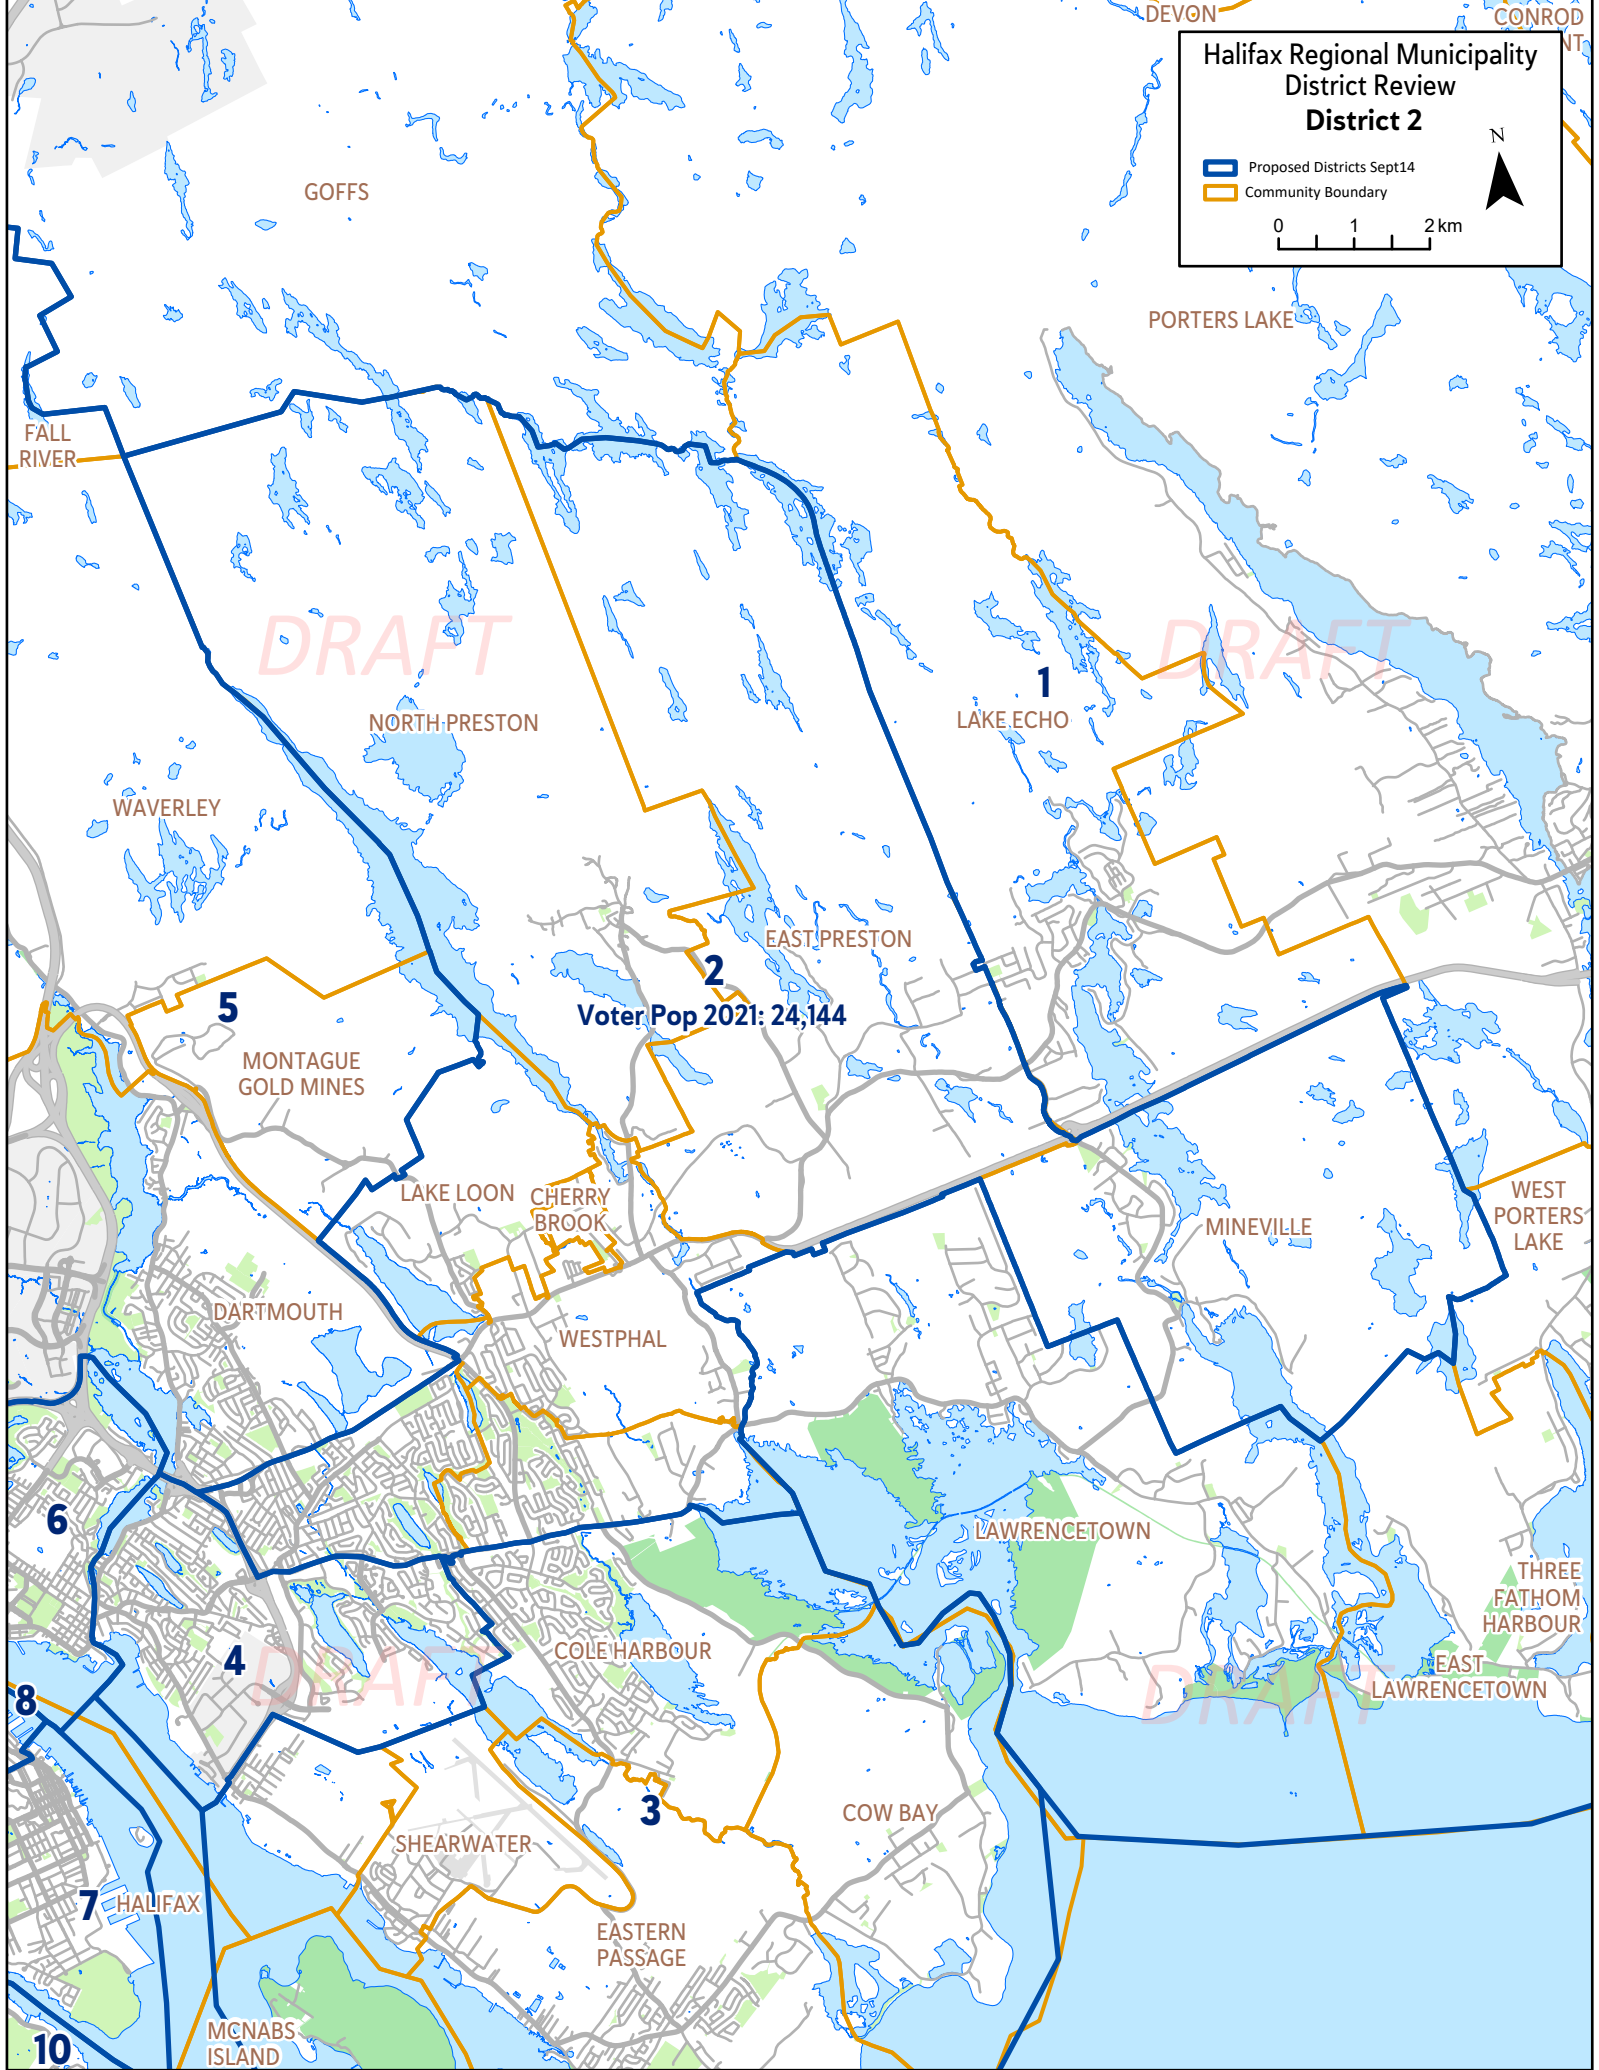 DEVON
CONROD
NT
Halifax Regional Municipality
District Review
District 2
N
Proposed Districts Sept14
Community Boundary
0 1 2 km
GOFFS
PORTERS LAKE
FALL
RIVER
DRAFT
DRAFT
1
LAKE ECHO
NORTH PRESTON
WAVERLEY
EAST PRESTON
2
Voter Pop 2021: 24,144
5
MONTAGUE
GOLD MINES
LAKE LOON
CHERRY
BROOK
WEST
PORTERS
LAKE
MINEVILLE
DARTMOUTH
WESTPHAL
6
LAWRENCETOWN
THREE
FATHOM
HARBOUR
COLE HARBOUR
4
DRAFT
DRAFT
EAST
LAWRENCETOWN
8
3
COW BAY
SHEARWATER
7
HALIFAX
EASTERN
PASSAGE
MCNABS
ISLAND
10